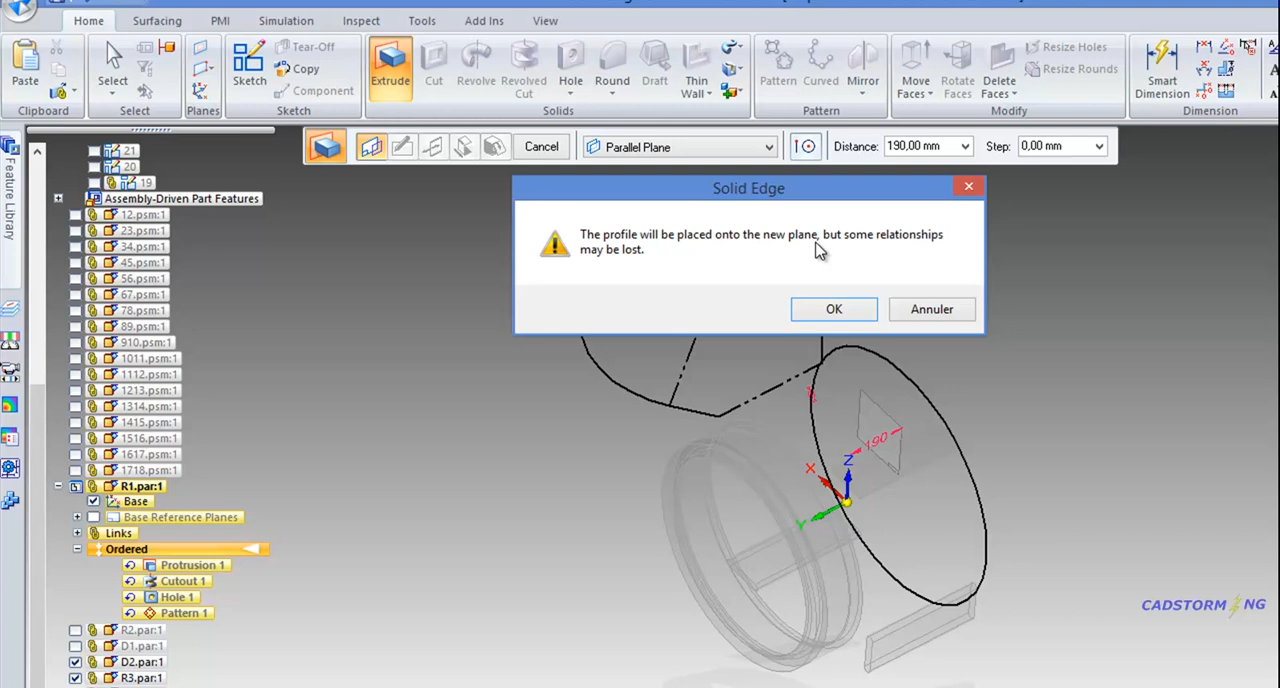 Home Surfacing PMI Simulation Inspect Tools Add Ins View
Tear-Off
Copy
Component
Resize Holes
Resize Rounds
Paste Select Sketch Extrude Cut Revolve Revolved Cut Hole Round Draft Thin Wall Pattern Curved Mirror Move Faces Rotate Faces Delete Faces Smart Dimension
Clipboard Select Planes Sketch Solids Pattern Modify Dimension
Cancel Parallel Plane Distance: 190,00 mm Step: 0,00 mm
Feature Library
21
20
19
Assembly-Driven Part Features
12.psm:1
23.psm:1
34.psm:1
45.psm:1
56.psm:1
67.psm:1
78.psm:1
89.psm:1
910.psm:1
1011.psm:1
1112.psm:1
1213.psm:1
1314.psm:1
1415.psm:1
1516.psm:1
1617.psm:1
1718.psm:1
R1.par:1
Base
Base Reference Planes
Links
Ordered
Protrusion 1
Cutout 1
Hole 1
Pattern 1
R2.par:1
D1.par:1
D2.par:1
R3.par:1
Solid Edge
The profile will be placed onto the new plane, but some relationships
may be lost.
OK Annuler
190
Z
X
Y
CADSTORM NG